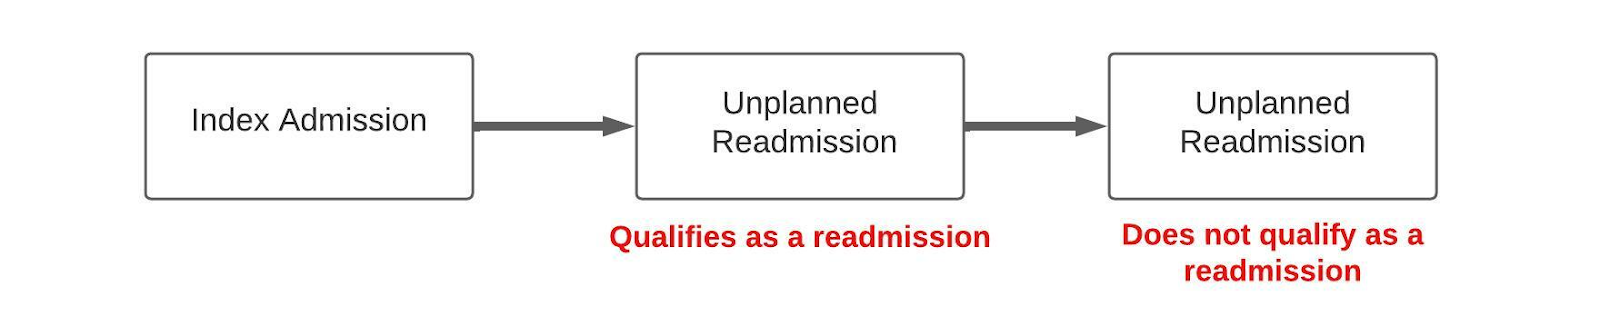 Index Admission
Unplanned
Readmission
Unplanned
Readmission
Qualifies as a readmission
Does not qualify as a
readmission